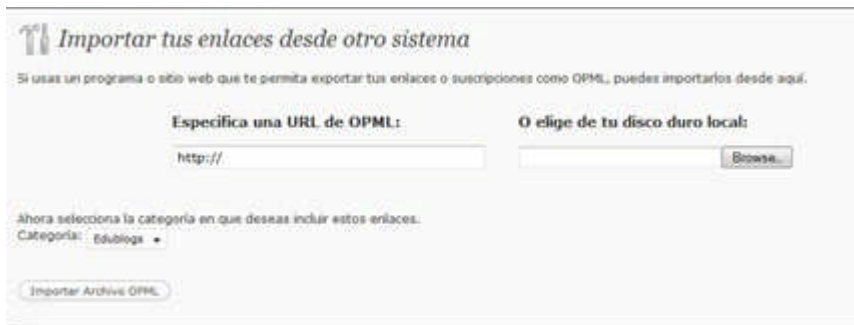 Importar tus enlaces desde otro sistema
Si usas un programa o sitio web que te permita exportar tus enlaces o suscripciones como OPML, puedes importarlos desde aquí.
Especifica una URL de OPML:
O elige de tu disco duro local:
http://
Browse..
Ahora selecciona la categoría en que deseas incluir estos enlaces.
Categoría: Edublogs
Importar Archivo OPML